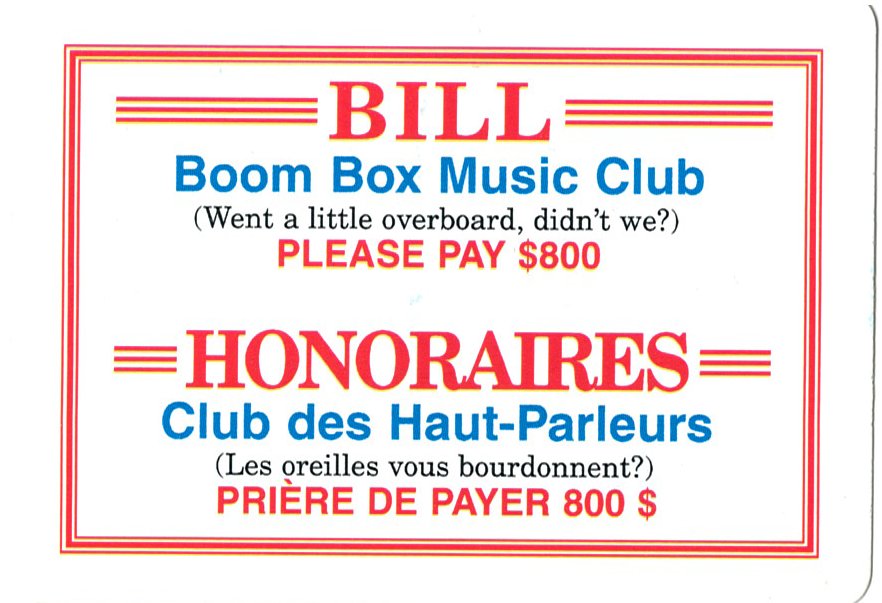 BILL
Boom Box Music Club
(Went a little overboard, didn't we?)
PLEASE PAY $800
HONORAIRES
Club des Haut-Parleurs
(Les oreilles vous bourdonnent?)
PRIÈRE DE PAYER 800 $